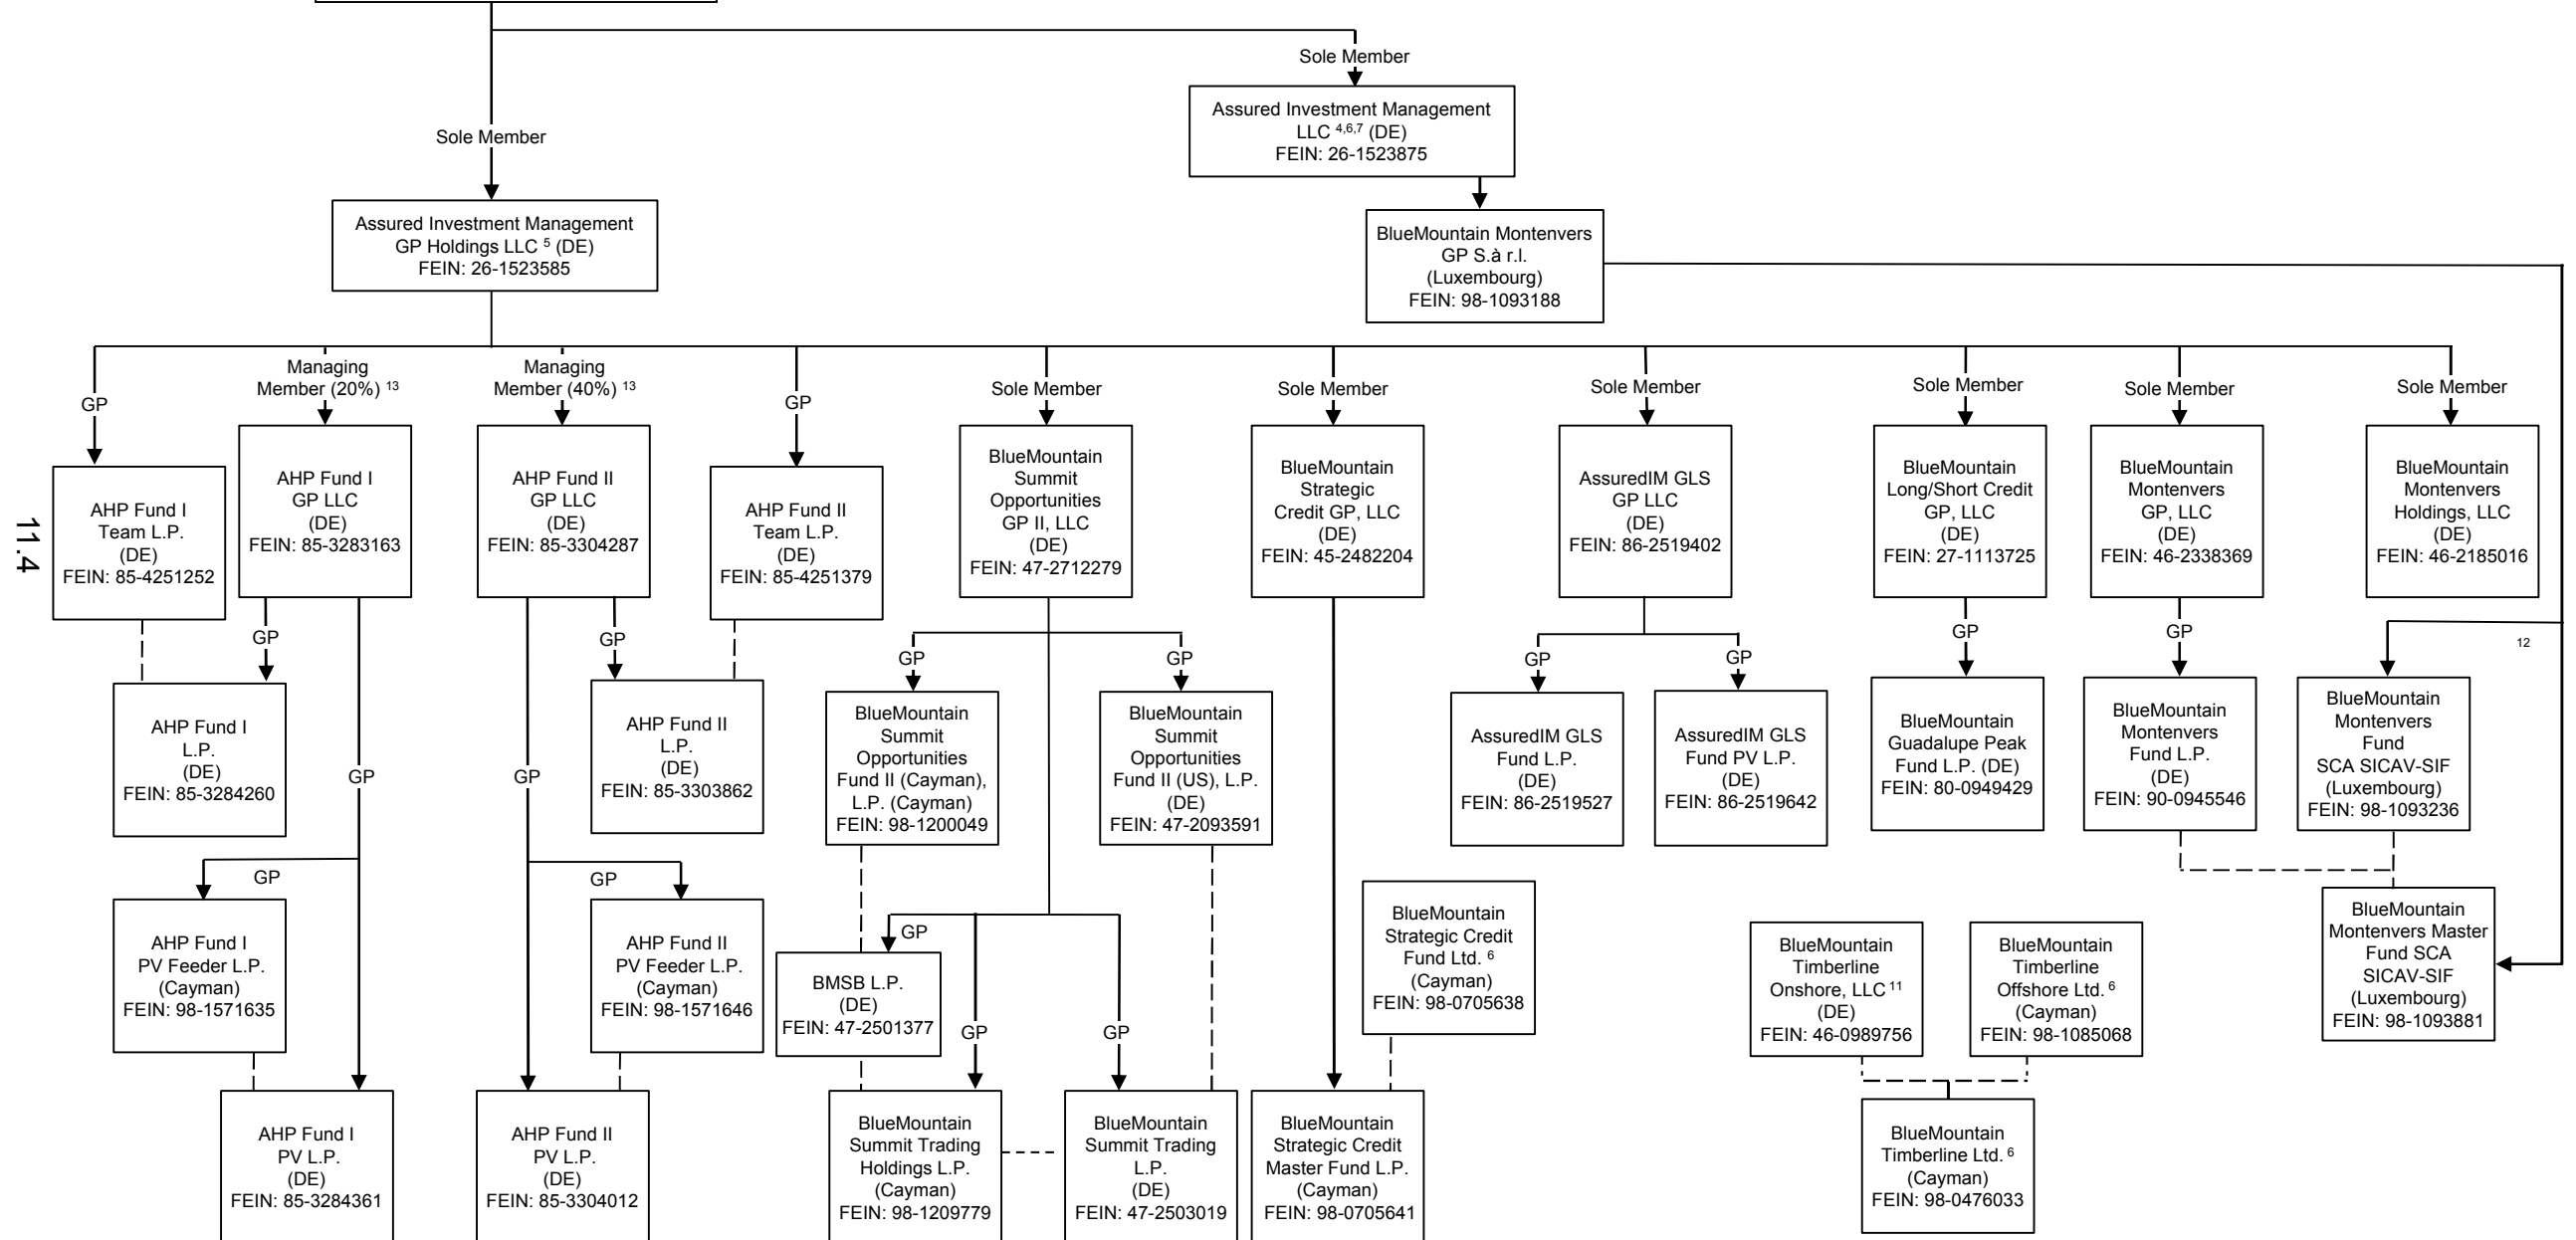 Sole Member
Assured Investment Management
LLC 4,6,7 (DE)
FEIN: 26-1523875
Sole Member
Assured Investment Management
GP Holdings LLC 5 (DE)
FEIN: 26-1523585
BlueMountain Montenvers
GP S.à r.l.
(Luxembourg)
FEIN: 98-1093188
GP
Managing
Member (20%) 13
Managing
Member (40%) 13
GP
Sole Member
Sole Member
Sole Member
Sole Member
Sole Member
Sole Member
11.4
AHP Fund I
Team L.P.
(DE)
FEIN: 85-4251252
AHP Fund I
GP LLC
(DE)
FEIN: 85-3283163
AHP Fund II
GP LLC
(DE)
FEIN: 85-3304287
AHP Fund II
Team L.P.
(DE)
FEIN: 85-4251379
BlueMountain
Summit
Opportunities
GP II, LLC
(DE)
FEIN: 47-2712279
BlueMountain
Strategic
Credit GP, LLC
(DE)
FEIN: 45-2482204
AssuredIM GLS
GP LLC
(DE)
FEIN: 86-2519402
BlueMountain
Long/Short Credit
GP, LLC
(DE)
FEIN: 27-1113725
BlueMountain
Montenvers
GP, LLC
(DE)
FEIN: 46-2338369
BlueMountain
Montenvers
Holdings, LLC
(DE)
FEIN: 46-2185016
GP
GP
GP
GP
GP
GP
GP
GP
12
AHP Fund I
L.P.
(DE)
FEIN: 85-3284260
GP
GP
AHP Fund II
L.P.
(DE)
FEIN: 85-3303862
BlueMountain
Summit
Opportunities
Fund II (Cayman),
L.P. (Cayman)
FEIN: 98-1200049
BlueMountain
Summit
Opportunities
Fund II (US), L.P.
(DE)
FEIN: 47-2093591
AssuredIM GLS
Fund L.P.
(DE)
FEIN: 86-2519527
AssuredIM GLS
Fund PV L.P.
(DE)
FEIN: 86-2519642
BlueMountain
Guadalupe Peak
Fund L.P. (DE)
FEIN: 80-0949429
BlueMountain
Montenvers
Fund L.P.
(DE)
FEIN: 90-0945546
BlueMountain
Montenvers
Fund
SCA SICAV-SIF
(Luxembourg)
FEIN: 98-1093236
GP
GP
AHP Fund I
PV Feeder L.P.
(Cayman)
FEIN: 98-1571635
AHP Fund II
PV Feeder L.P.
(Cayman)
FEIN: 98-1571646
GP
BMSB L.P.
(DE)
FEIN: 47-2501377
GP
GP
BlueMountain
Strategic Credit
Fund Ltd. 6
(Cayman)
FEIN: 98-0705638
BlueMountain
Timberline
Onshore, LLC 11
(DE)
FEIN: 46-0989756
BlueMountain
Timberline
Offshore Ltd. 6
(Cayman)
FEIN: 98-1085068
BlueMountain
Montenvers Master
Fund SCA
SICAV-SIF
(Luxembourg)
FEIN: 98-1093881
AHP Fund I
PV L.P.
(DE)
FEIN: 85-3284361
AHP Fund II
PV L.P.
(DE)
FEIN: 85-3304012
BlueMountain
Summit Trading
Holdings L.P.
(Cayman)
FEIN: 98-1209779
BlueMountain
Summit Trading
L.P.
(DE)
FEIN: 47-2503019
BlueMountain
Strategic Credit
Master Fund L.P.
(Cayman)
FEIN: 98-0705641
BlueMountain
Timberline Ltd. 6
(Cayman)
FEIN: 98-0476033